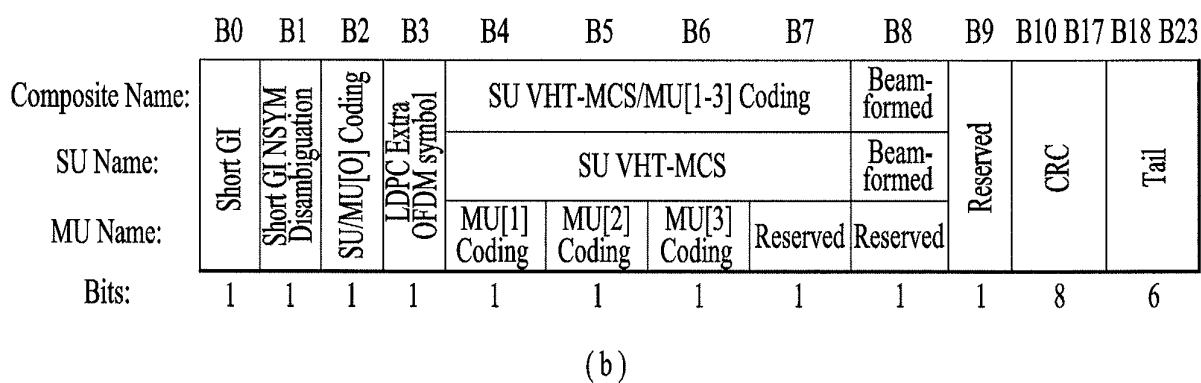 B0 B1 B2 B3 B4 B5 B6 B7 B8 B9 B10 B17 B18 B23
Composite Name:
SU Name:
MU Name:
Short GI
Short GI NSYM
Disambiguation
SU/MU[O] Coding
LDPC Extra
OFDM symbol
SU VHT-MCS/MU[1-3] Coding
Beam-
formed
SU VHT-MCS
Beam-
formed
MU[1]
Coding
MU[2]
Coding
MU[3]
Coding
Reserved
Reserved
Reserved
CRC
Tail
Bits: 1 1 1 1 1 1 1 1 1 1 8 6
(b)